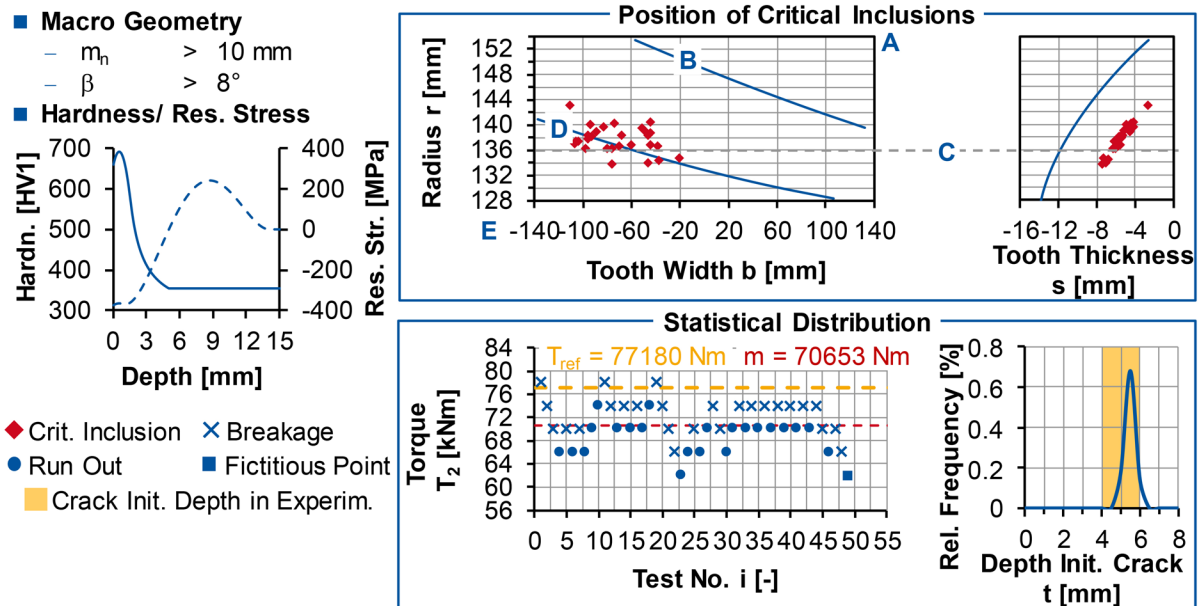 Macro Geometry
– mn > 10 mm
– β > 8°
Hardness/ Res. Stress
700
600
500
400
300
Hardn. [HV1]
400
200
0
-200
-400
Res. Str. [MPa]
0 3 6 9 12 15
Depth [mm]
Crit. Inclusion
Breakage
Run Out
Fictitious Point
Crack Init. Depth in Experim.
Position of Critical Inclusions
152
148
144
140
136
132
128
Radius r [mm]
A
B
C
D
E
-140 -100 -60 -20 20 60 100 140
Tooth Width b [mm]
-16 -12 -8 -4 0
Tooth Thickness
s [mm]
Statistical Distribution
Tref = 77180 Nm m = 70653 Nm
84
80
76
72
68
64
60
56
Torque
T2 [kNm]
0 5 10 15 20 25 30 35 40 45 50 55
Test No. i [-]
0.8
0.6
0.4
0.2
0
Rel. Frequency [%]
0 2 4 6 8
Depth Init. Crack
t [mm]